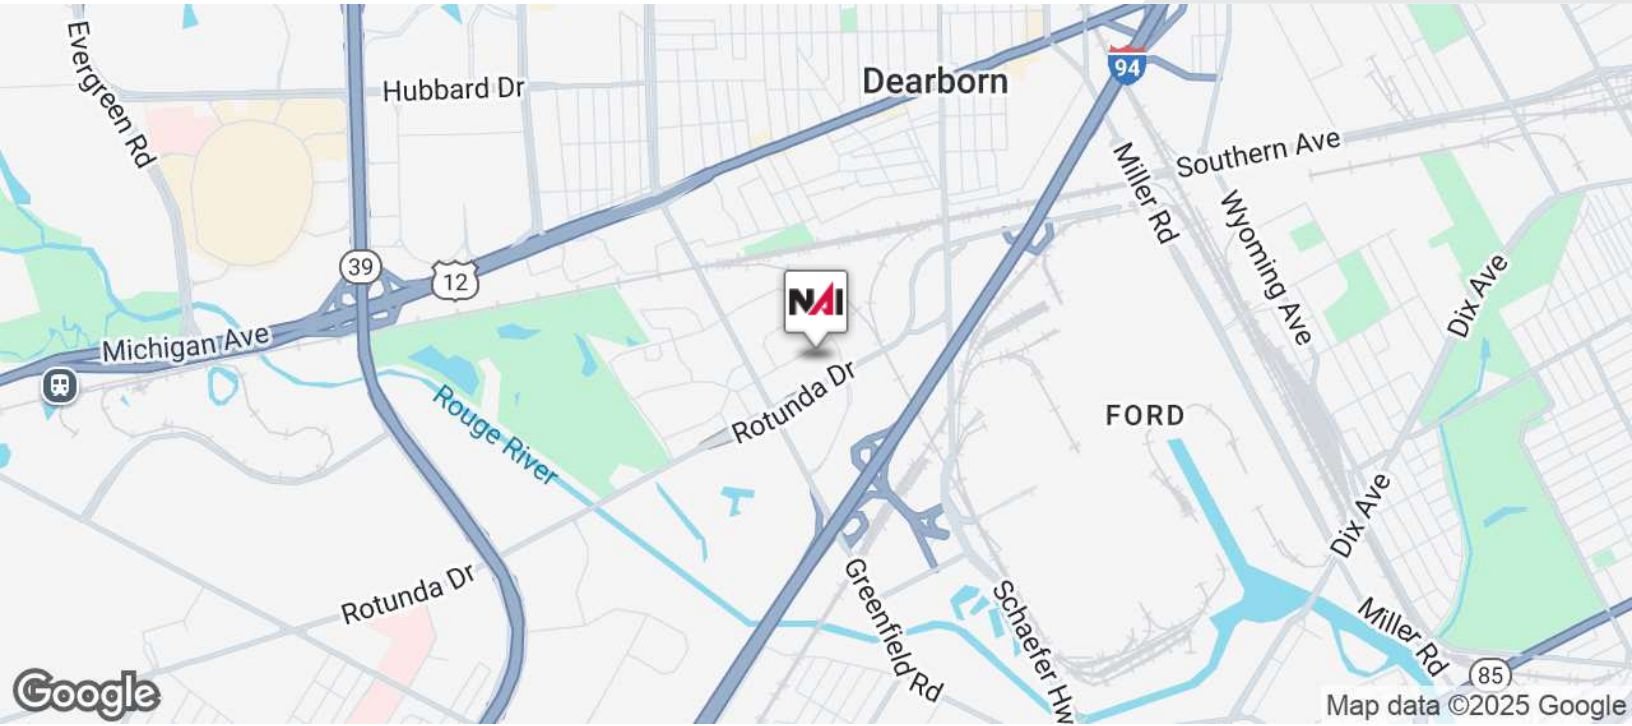 Evergreen Rd
Hubbard Dr
Dearborn
94
Southern Ave
Miller Rd
Wyoming Ave
39
12
NAI
Dix Ave
Michigan Ave
Rotunda Dr
Rouge River
FORD
Dix Ave
Rotunda Dr
Greenfield Rd
Schaefer Hw
Miller Rd
85
Google
Map data ©2025 Google